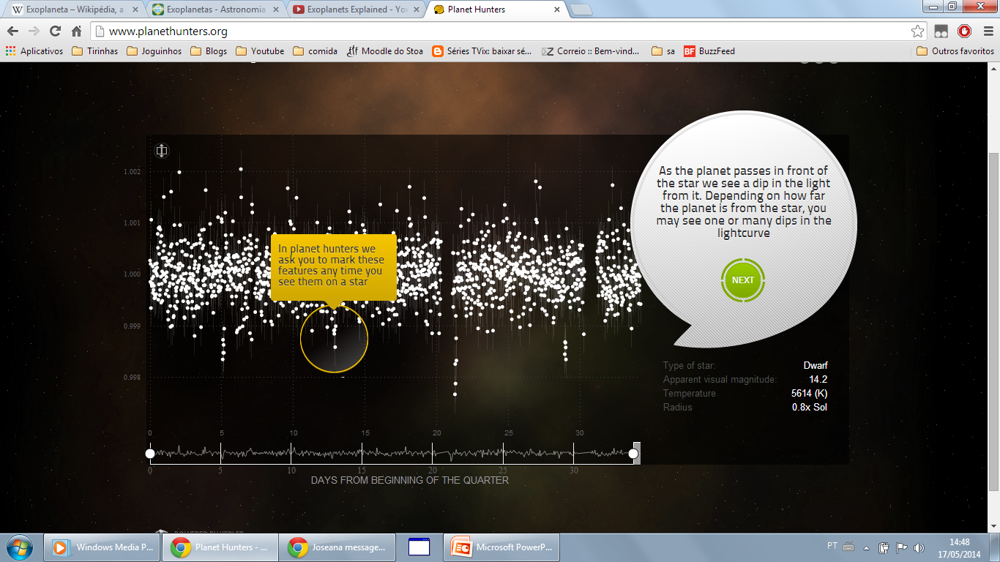 Exoplaneta – Wikipédia, a
Exoplanetas - Astronomia
Exoplanets Explained - You
Planet Hunters
www.planethunters.org
Aplicativos
Tirinhas
Joguinhos
Blogs
Youtube
comida
Moodle do Stoa
Séries TVix: baixar sé...
Correio :: Bem-vind...
sa
BF
BuzzFeed
Outros favoritos
1.002
1.001
1.000
0.999
0.998
In planet hunters we
ask you to mark these
features any time you
see them on a star
As the planet passes in front of
the star we see a dip in the light
from it. Depending on how far
the planet is from the star, you
may see one or many dips in the
lightcurve
NEXT
Type of star: Dwarf
Apparent visual magnitude: 14.2
Temperature 5614 (K)
Radius 0.8x Sol
0 5 10 15 20 25 30
0 5 10 15 20 25 30
DAYS FROM BEGINNING OF THE QUARTER
Windows Media P...
Planet Hunters - ...
Joseana message...
Microsoft PowerP...
PT
14:48
17/05/2014